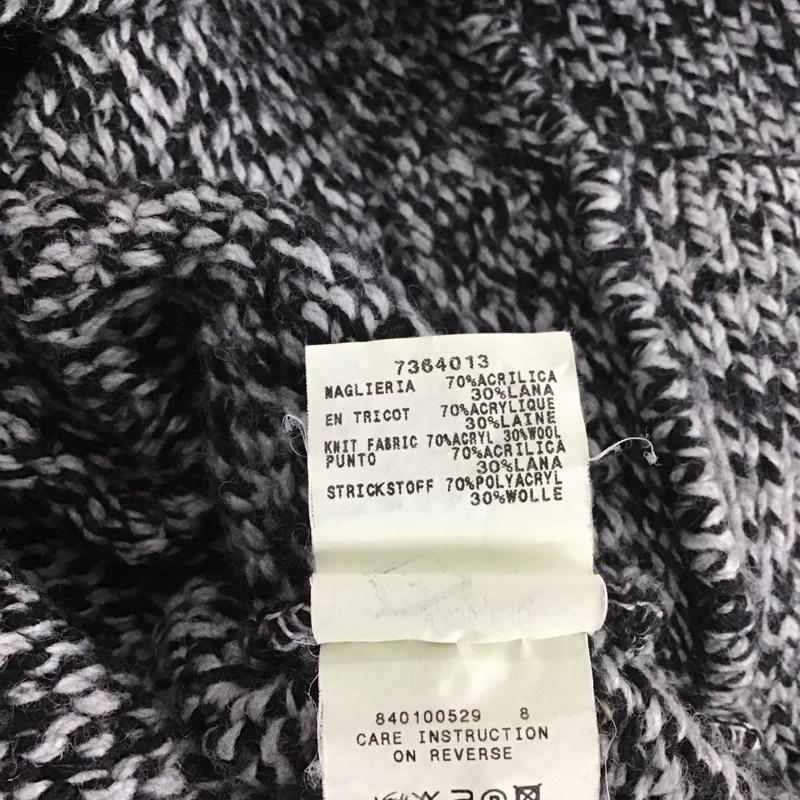 7364013
MAGLIERIA 70%ACRILICA
30%LANA
EN TRICOT 70%ACRYLIQUE
30%LAINE
KNIT FABRIC 70%ACRYL 30%WOOL
PUNTO 70%ACRILICA
30%LANA
STRICKSTOFF 70%POLYACRYL
30%WOLLE
840100529 8
CARE INSTRUCTION
ON REVERSE